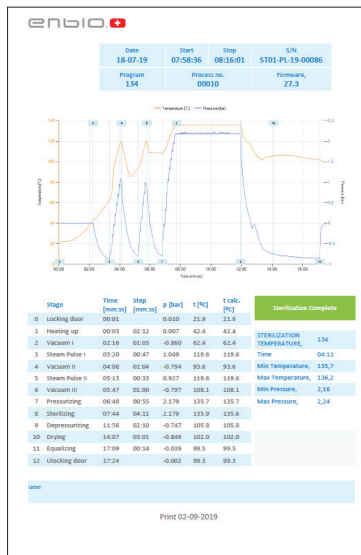 enbio
Date Start Stop S/N
18-07-19 07:58:36 08:16:01 ST01-PL-19-00086
Program Process no. Firmware,
134 00010 27.3
Temperature [°C] Pressure [bar]
Time Step
Stage [mm:ss] [mm:ss] p [bar] t [ºC] t calc. [ºC]
0 Locking door 00:01 0.010 21.9 21.9
1 Heating up 00:03 02:12 0.007 42.4 42.4
2 Vacuum I 02:16 01:03 -0.860 62.4 62.4
3 Steam Pulse I 03:20 00:47 1.049 119.6 119.6
4 Vacuum II 04:08 01:04 -0.794 93.6 93.6
5 Steam Pulse II 05:13 00:33 0.927 119.6 119.6
6 Vacuum III 05:47 01:00 -0.797 108.1 108.1
7 Pressurizing 06:48 00:55 2.179 135.7 135.7
8 Sterilizing 07:44 04:11 2.179 135.9 135.6
9 Depressurizing 11:56 02:10 -0.747 105.8 105.8
10 Drying 14:07 03:01 -0.846 102.0 102.0
11 Equalizing 17:09 00:14 -0.039 99.5 99.5
12 Ulocking door 17:24 -0.002 99.3 99.3
Sterilization Complete
STERILIZATION TEMPERATURE, 134
Time 04:11
Min Temperature, 135,7
Max Temperature, 136,2
Min Pressure, 2,16
Max Pressure, 2,24
Label
Print 02-09-2019